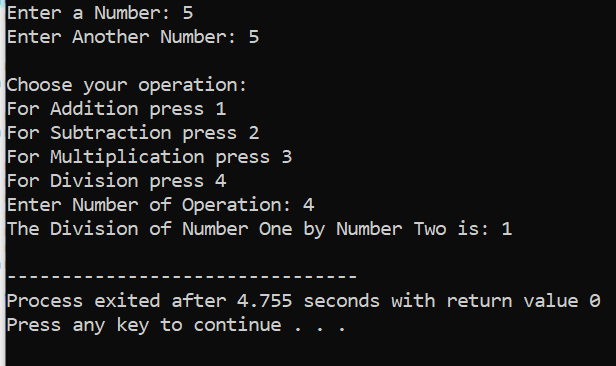 Enter a Number: 5
Enter Another Number: 5
Choose your operation:
For Addition press 1
For Subtraction press 2
For Multiplication press 3
For Division press 4
Enter Number of Operation: 4
The Division of Number One by Number Two is: 1
--------------------------------
Process exited after 4.755 seconds with return value 0
Press any key to continue . . .